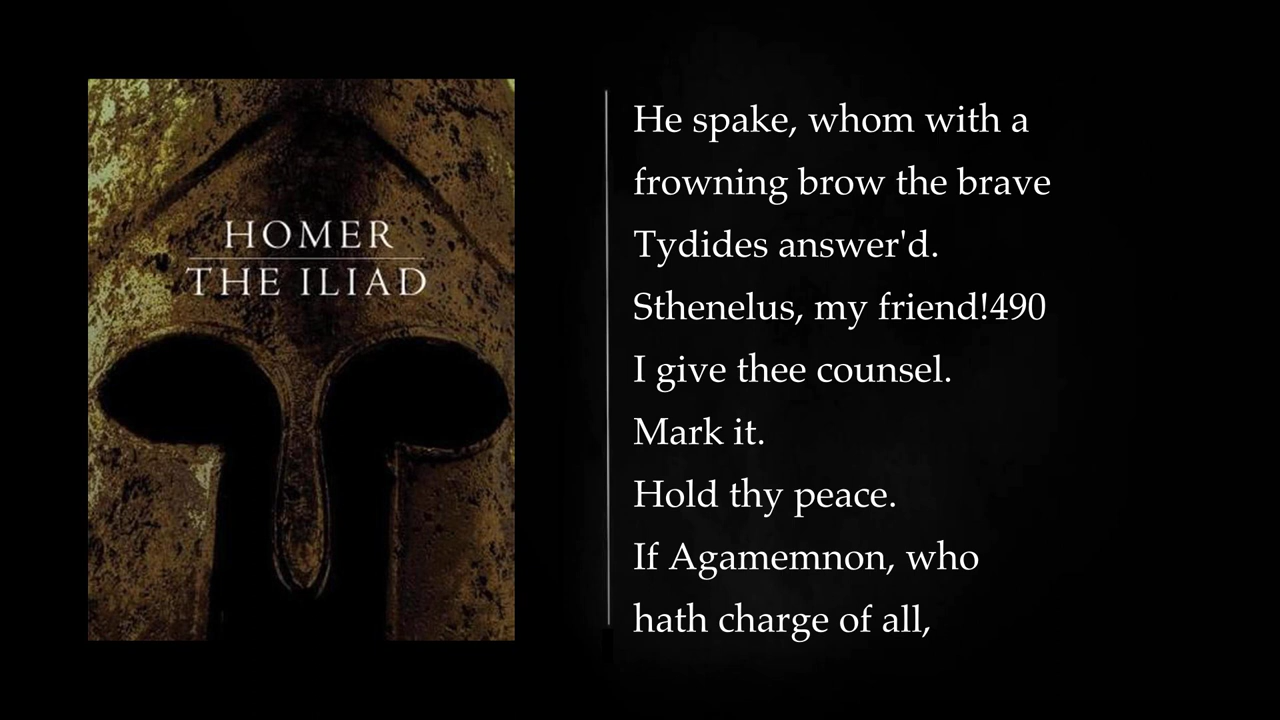 HOMER
THE ILIAD
He spake, whom with a
frowning brow the brave
Tydides answer'd.
Sthenelus, my friend!490
I give thee counsel.
Mark it.
Hold thy peace.
If Agamemnon, who
hath charge of all,